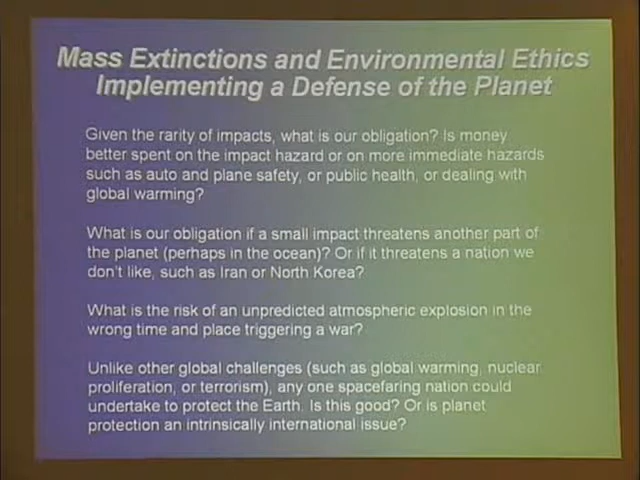 Mass Extinctions and Environmental Ethics
Implementing a Defense of the Planet
Given the rarity of impacts, what is our obligation? Is money
better spent on the impact hazard or on more immediate hazards
such as auto and plane safety, or public health, or dealing with
global warming?
What is our obligation if a small impact threatens another part of
the planet (perhaps in the ocean)? Or if it threatens a nation we
don't like, such as Iran or North Korea?
What is the risk of an unpredicted atmospheric explosion in the
wrong time and place triggering a war?
Unlike other global challenges (such as global warming, nuclear
proliferation, or terrorism), any one spacefaring nation could
undertake to protect the Earth. Is this good? Or is planet
protection an intrinsically international issue?